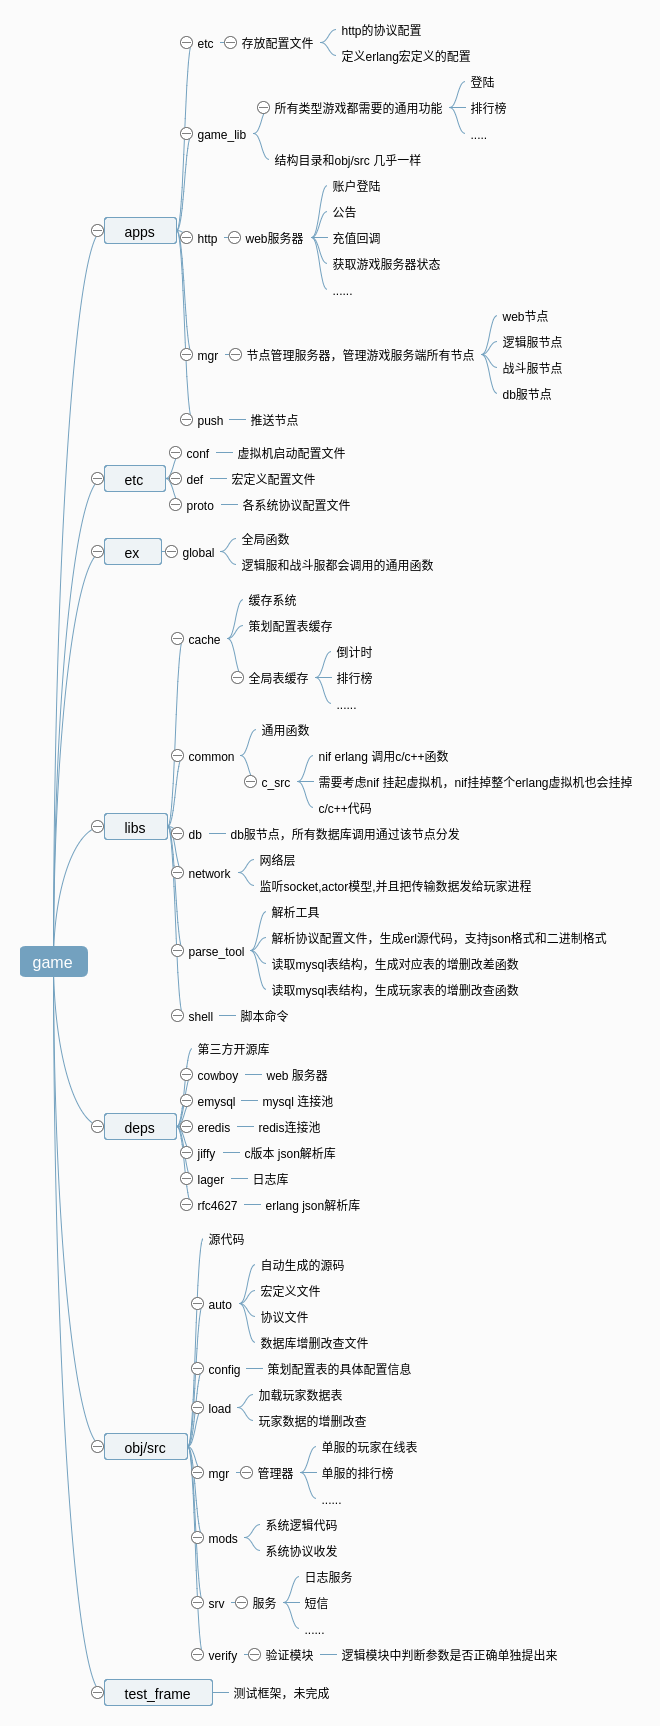 game
apps
etc
存放配置文件
http的协议配置
定义erlang宏定义的配置
game_lib
所有类型游戏都需要的通用功能
登陆
排行榜
.....
结构目录和obj/src 几乎一样
http
web服务器
账户登陆
公告
充值回调
获取游戏服务器状态
......
mgr
节点管理服务器，管理游戏服务端所有节点
web节点
逻辑服节点
战斗服节点
db服节点
push
推送节点
etc
conf
虚拟机启动配置文件
def
宏定义配置文件
proto
各系统协议配置文件
ex
global
全局函数
逻辑服和战斗服都会调用的通用函数
libs
cache
缓存系统
策划配置表缓存
全局表缓存
倒计时
排行榜
......
common
通用函数
c_src
nif erlang 调用c/c++函数
需要考虑nif 挂起虚拟机，nif挂掉整个erlang虚拟机也会挂掉
c/c++代码
db
db服节点，所有数据库调用通过该节点分发
network
网络层
监听socket,actor模型,并且把传输数据发给玩家进程
parse_tool
解析工具
解析协议配置文件，生成erl源代码，支持json格式和二进制格式
读取mysql表结构，生成对应表的增删改差函数
读取mysql表结构，生成玩家表的增删改查函数
shell
脚本命令
deps
第三方开源库
cowboy
web 服务器
emysql
mysql 连接池
eredis
redis连接池
jiffy
c版本 json解析库
lager
日志库
rfc4627
erlang json解析库
obj/src
源代码
auto
自动生成的源码
宏定义文件
协议文件
数据库增删改查文件
config
策划配置表的具体配置信息
load
加载玩家数据表
玩家数据的增删改查
mgr
管理器
单服的玩家在线表
单服的排行榜
......
mods
系统逻辑代码
系统协议收发
srv
服务
日志服务
短信
......
verify
验证模块
逻辑模块中判断参数是否正确单独提出来
test_frame
测试框架，未完成